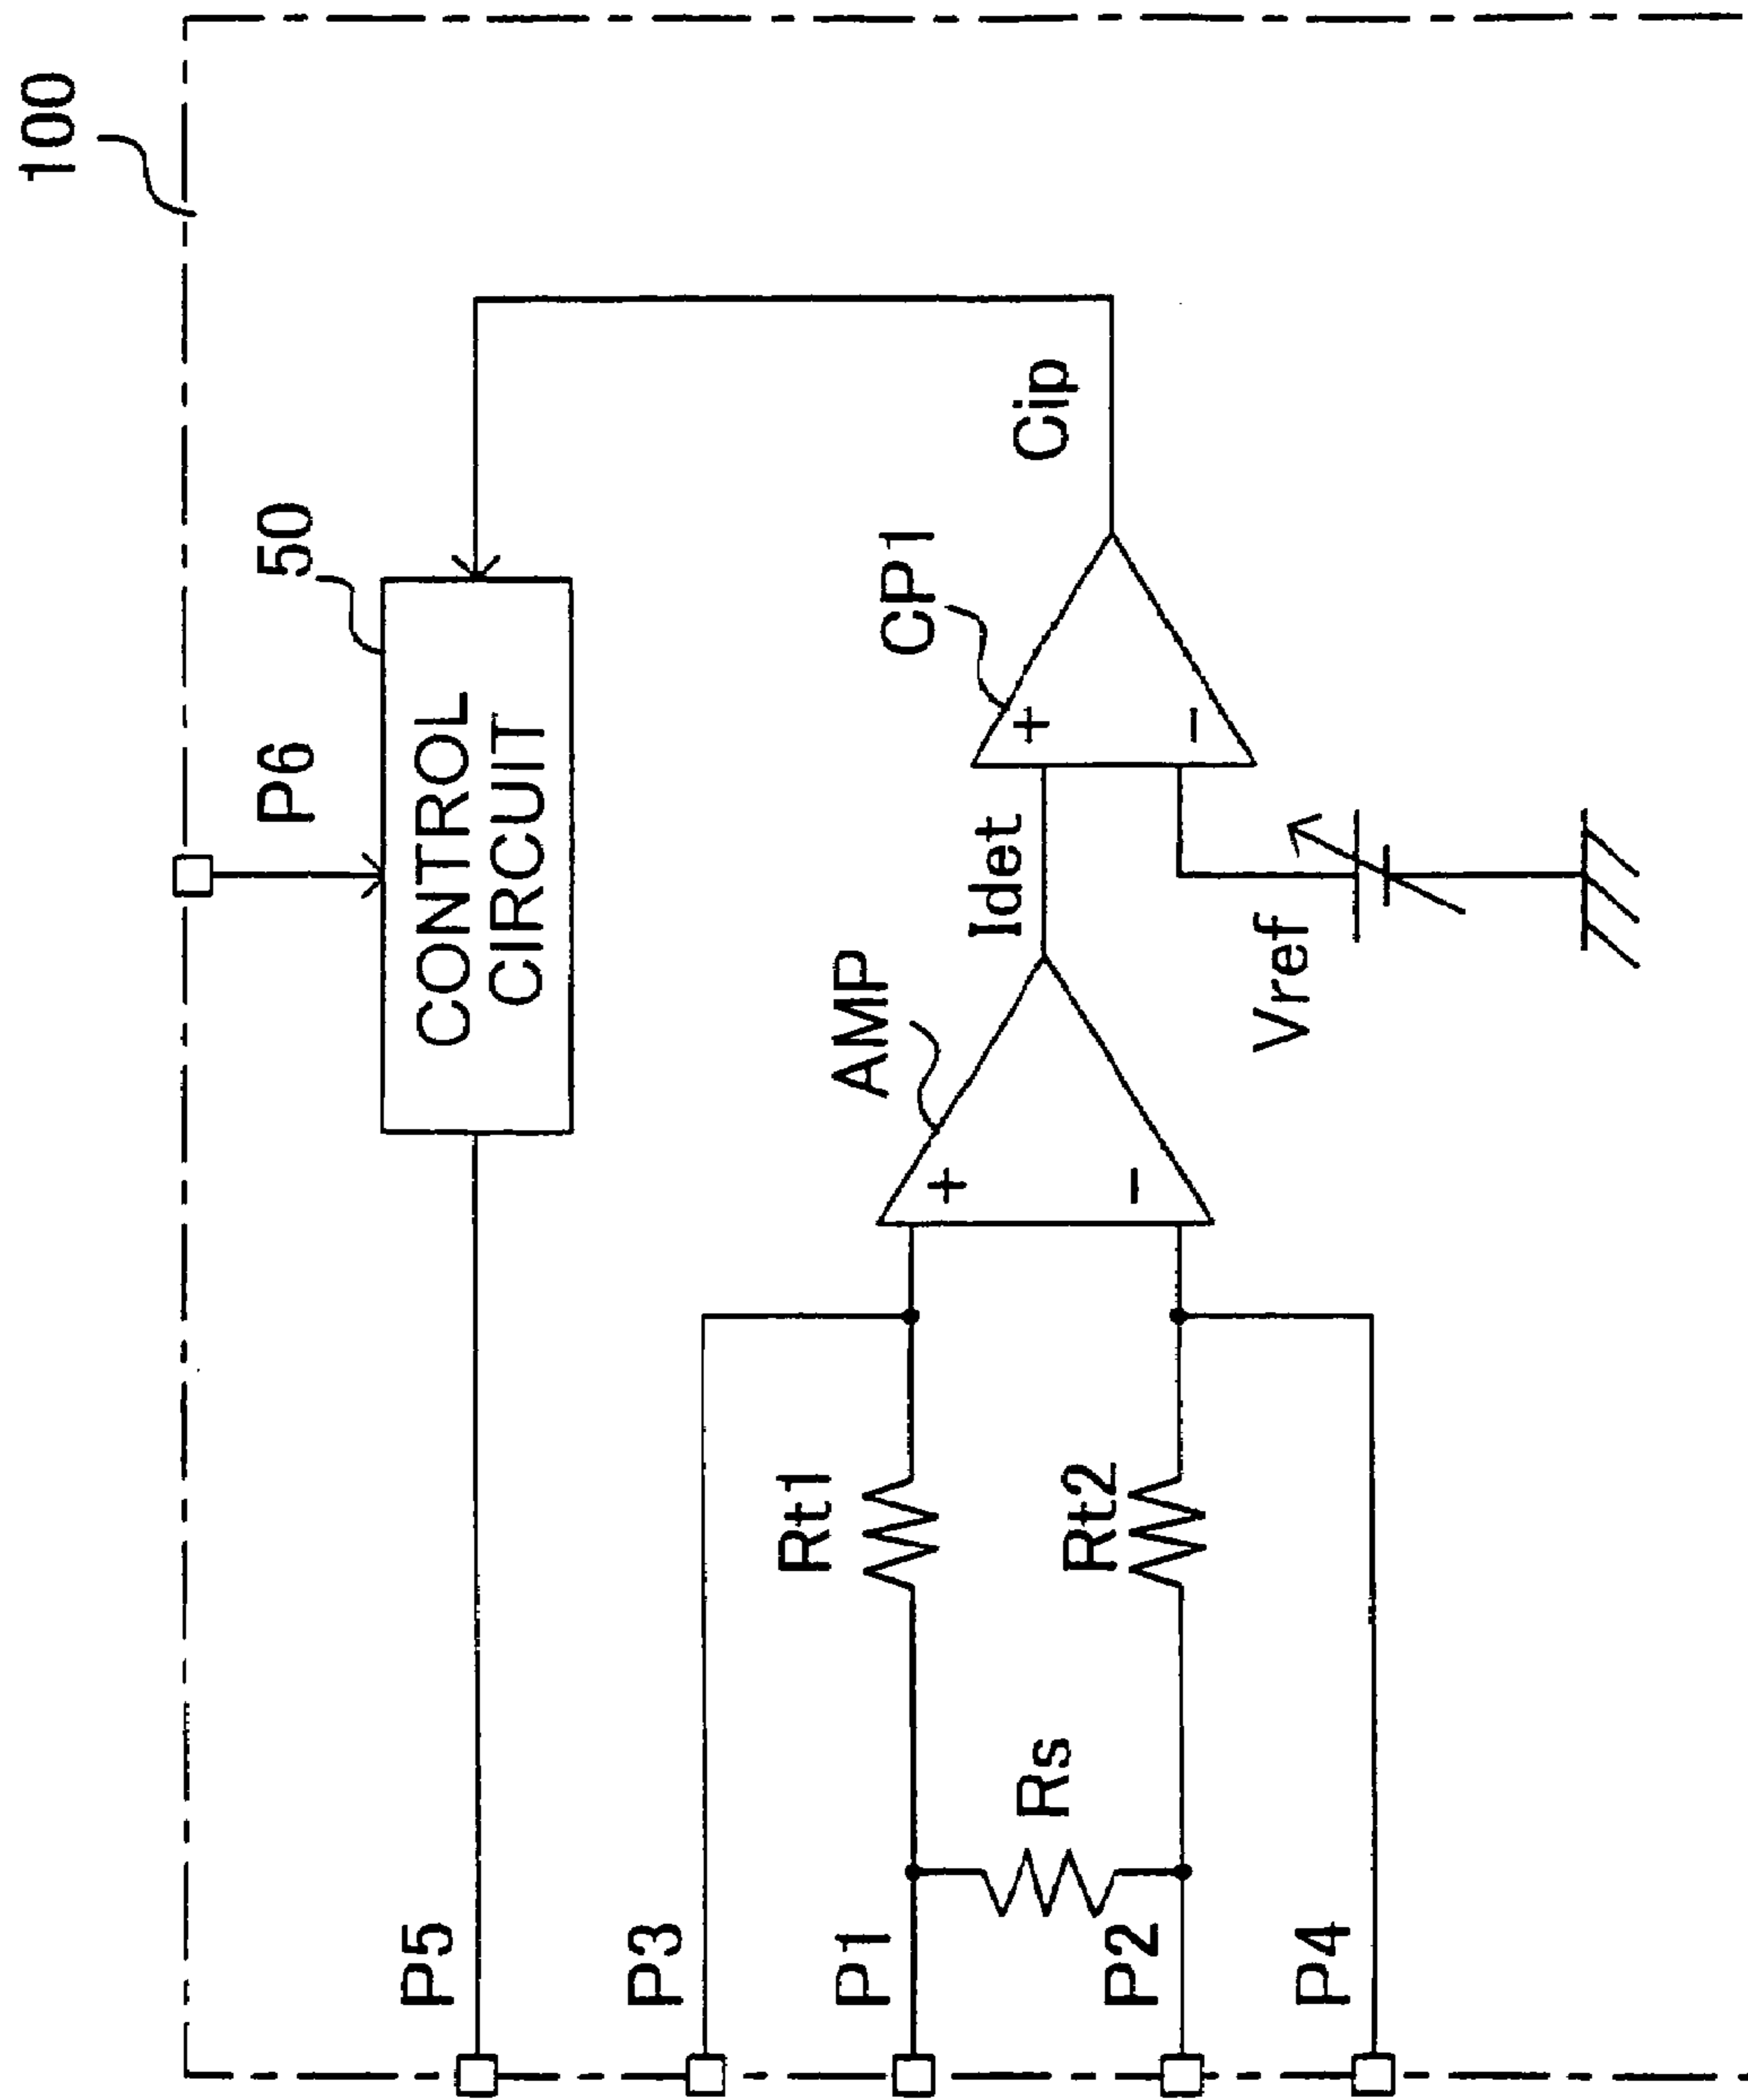 100
P6
50
CONTROL
CIRCUIT
P5
P3
P1
P2
P4
Rs
Rt1
Rt2
AMP
+
−
Idet
Vref
CP1
+
−
Cip